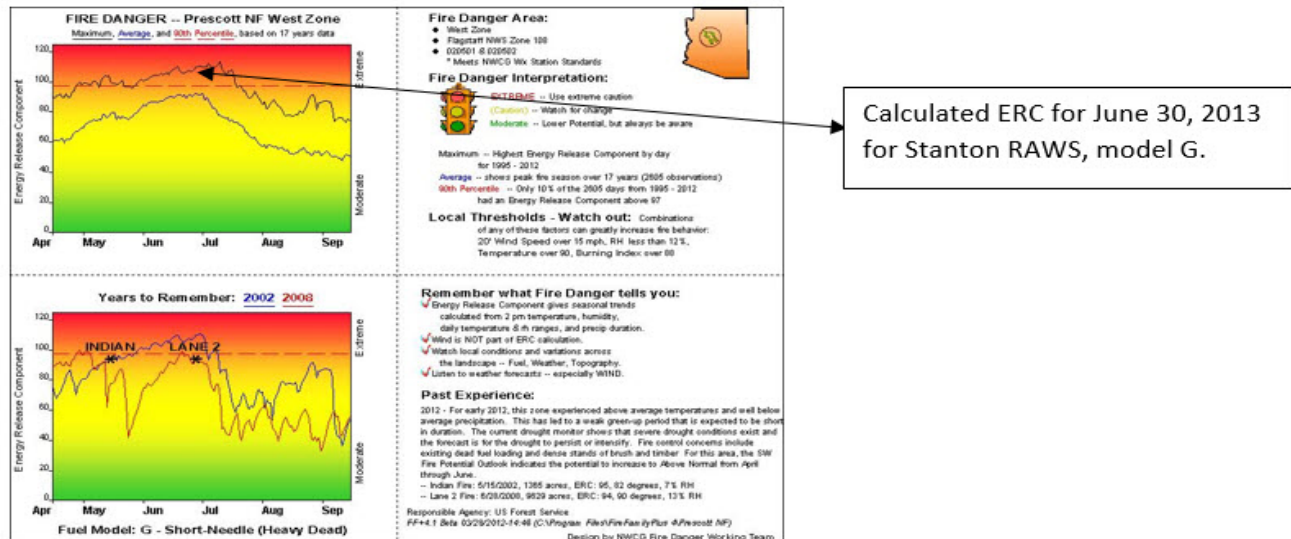 FIRE DANGER -- Prescott NF West Zone
Maximum, Average, and 90th Percentile, based on 17 years data
Energy Release Component
120
100
80
60
40
20
0
Extreme
Moderate
Apr May Jun Jul Aug Sep
Fire Danger Area:
West Zone
Flagstaff NWS Zone 108
020501 & 020502
* Meets NWCG Wx Station Standards
Fire Danger Interpretation:
EXTREME -- Use extreme caution
(Caution) -- Watch for change
Moderate -- Lower Potential, but always be aware
Maximum -- Highest Energy Release Component by day
for 1995 - 2012
Average -- shows peak fire season over 17 years (2605 observations)
90th Percentile -- Only 10% of the 2605 days from 1995 - 2012
had an Energy Release Component above 97
Local Thresholds - Watch out: Combinations
of any of these factors can greatly increase fire behavior:
20' Wind Speed over 15 mph, RH less than 12%,
Temperature over 90, Burning Index over 88
Calculated ERC for June 30, 2013
for Stanton RAWS, model G.
Years to Remember: 2002 2008
Energy Release Component
120
100
80
60
40
20
0
INDIAN
LANE 2
Extreme
Moderate
Apr May Jun Jul Aug Sep
Fuel Model: G - Short-Needle (Heavy Dead)
Remember what Fire Danger tells you:
Energy Release Component gives seasonal trends
calculated from 2 pm temperature, humidity,
daily temperature & rh ranges, and precip duration.
Wind is NOT part of ERC calculation.
Watch local conditions and variations across
the landscape -- Fuel, Weather, Topography.
Listen to weather forecasts -- especially WIND.
Past Experience:
2012 - For early 2012, this zone experienced above average temperatures and well below
average precipitation. This has led to a weak green-up period that is expected to be short
in duration. The current drought monitor shows that severe drought conditions exist and
the forecast is for the drought to persist or intensify. Fire control concerns include
existing dead fuel loading and dense stands of brush and timber For this area, the SW
Fire Potential Outlook indicates the potential to increase to Above Normal from April
through June.
-- Indian Fire: 5/15/2002, 1365 acres, ERC: 95, 82 degrees, 7% RH
-- Lane 2 Fire: 6/28/2008, 9629 acres, ERC: 94, 90 degrees, 13% RH
Responsible Agency: US Forest Service
FF+4.1 Beta 03/28/2012-14:46 (C:\Program Files\FireFamilyPlus 4\Prescott NF)
Design by NWCG Fire Danger Working Team